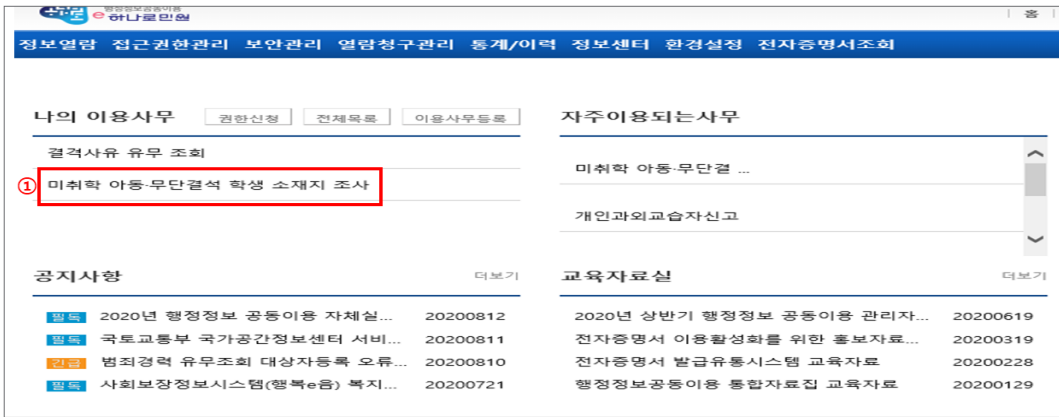 행정정보공동이용
e하나로민원
홈
정보열람 접근권한관리 보안관리 열람청구관리 통계/이력 정보센터 환경설정 전자증명서조회
나의 이용사무 권한신청 전체목록 이용사무등록
결격사유 유무 조회
① 미취학 아동·무단결석 학생 소재지 조사
자주이용되는사무
미취학 아동·무단결 ...
개인과외교습자신고
공지사항 더보기
필독 2020년 행정정보 공동이용 자체실... 20200812
필독 국토교통부 국가공간정보센터 서비... 20200811
긴급 범죄경력 유무조회 대상자등록 오류... 20200810
필독 사회보장정보시스템(행복e음) 복지... 20200721
교육자료실 더보기
2020년 상반기 행정정보 공동이용 관리자... 20200619
전자증명서 이용활성화를 위한 홍보자료... 20200319
전자증명서 발급유통시스템 교육자료 20200228
행정정보공동이용 통합자료집 교육자료 20200129